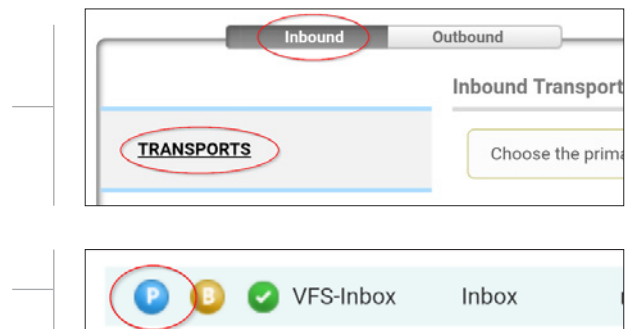 Inbound Outbound
Inbound Transport
TRANSPORTS
Choose the prima
P B VFS-Inbox Inbox